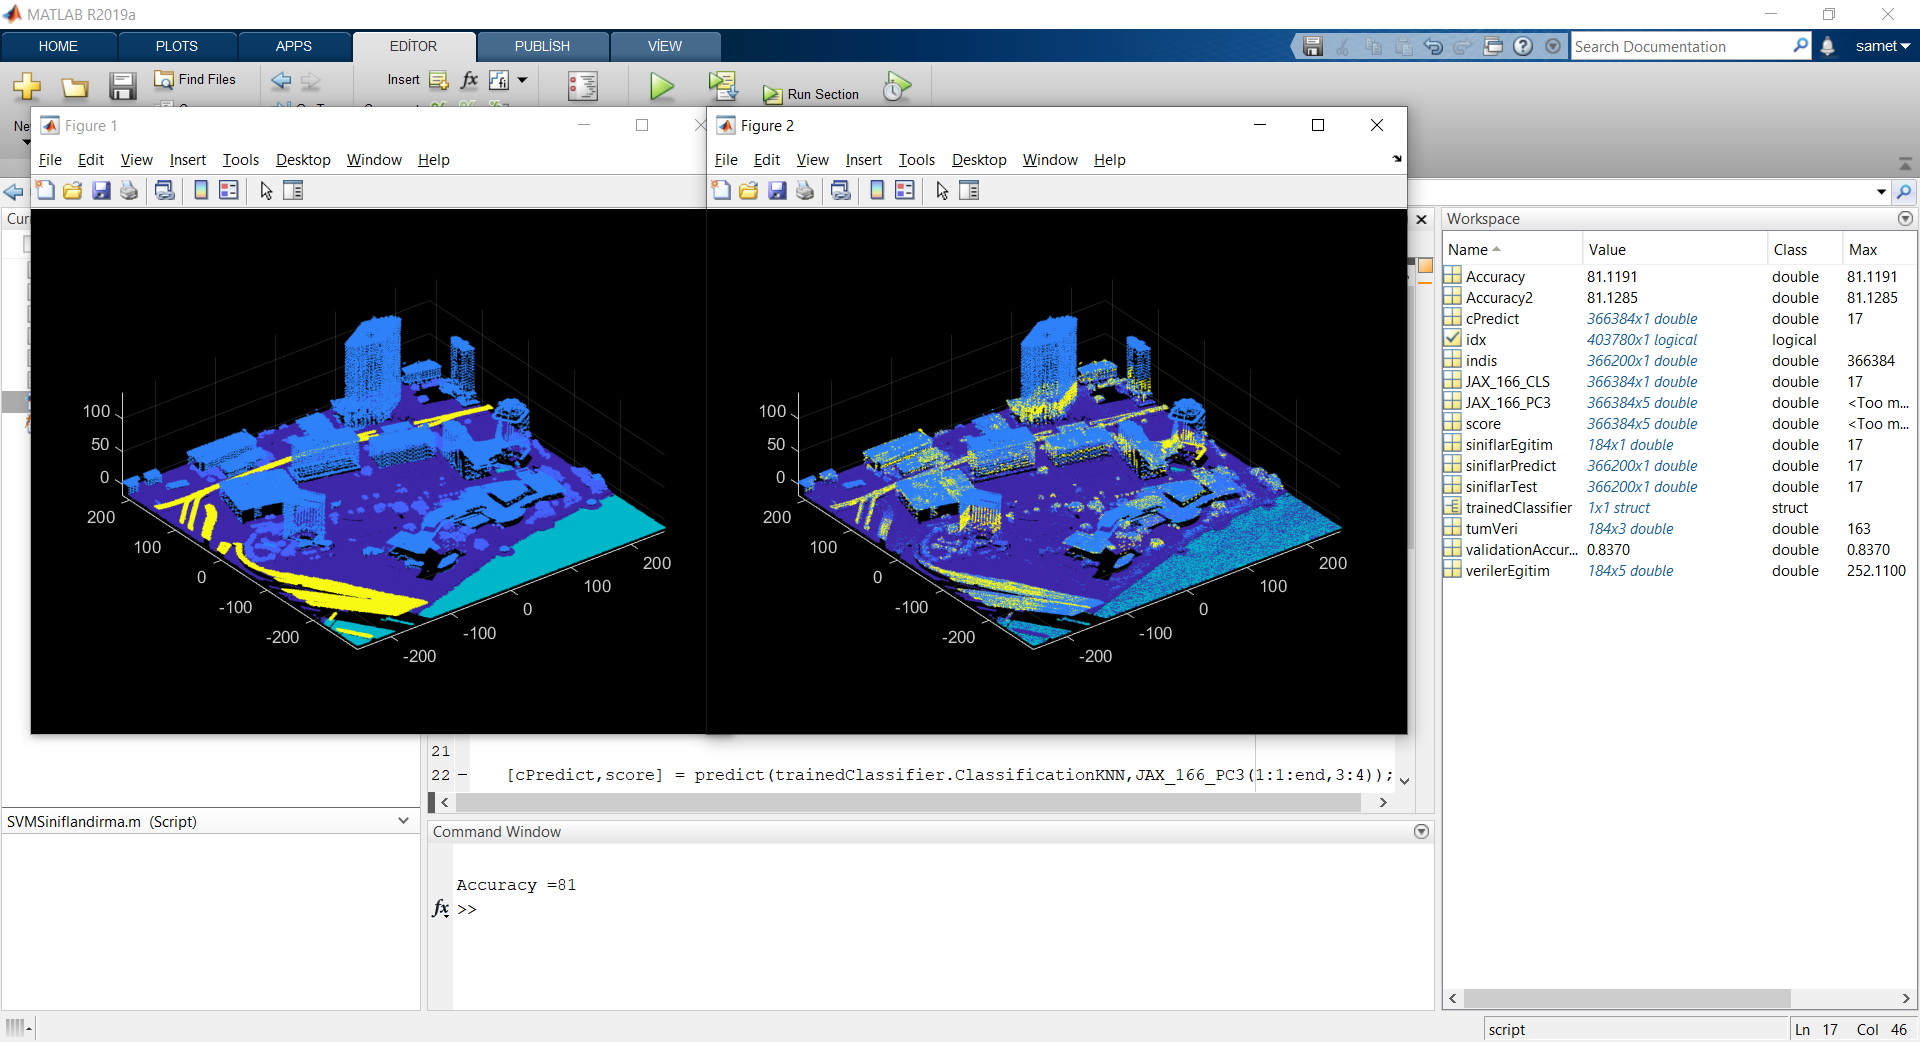 MATLAB R2019a
HOME PLOTS APPS EDİTÖR PUBLİSH VİEW
Search Documentation
samet
Find Files
Insert
fx
Run Section
Figure 1
File Edit View Insert Tools Desktop Window Help
100
50
0
200
100
0
-100
-200
200
100
0
-100
-200
Figure 2
File Edit View Insert Tools Desktop Window Help
100
50
0
200
100
0
-100
-200
200
100
0
-100
-200
21
22 – [cPredict,score] = predict(trainedClassifier.ClassificationKNN,JAX_166_PC3(1:1:end,3:4));
SVMSiniflandirma.m (Script)
Command Window
Accuracy =81
fx >>
Workspace
Name Value Class Max
Accuracy 81.1191 double 81.1191
Accuracy2 81.1285 double 81.1285
cPredict 366384x1 double double 17
idx 403780x1 logical logical
indis 366200x1 double double 366384
JAX_166_CLS 366384x1 double double 17
JAX_166_PC3 366384x5 double double <Too m...
score 366384x5 double double <Too m...
siniflarEgitim 184x1 double double 17
siniflarPredict 366200x1 double double 17
siniflarTest 366200x1 double double 17
trainedClassifier 1x1 struct struct
tumVeri 184x3 double double 163
validationAccur... 0.8370 double 0.8370
verilerEgitim 184x5 double double 252.1100
script
Ln 17 Col 46